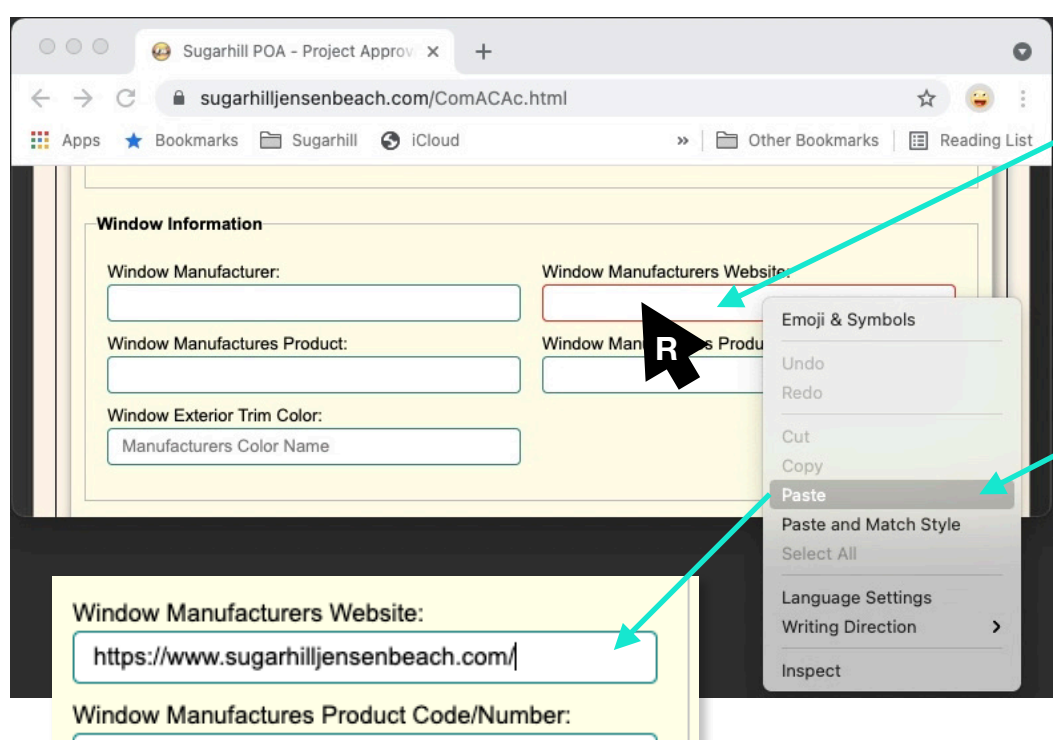 Sugarhill POA - Project Approv
sugarhilljensenbeach.com/ComACAc.html
Apps Bookmarks Sugarhill iCloud » Other Bookmarks Reading List
Window Information
Window Manufacturer: Window Manufacturers Website:
Window Manufactures Product: Window Man s Produ
R
Window Exterior Trim Color:
Manufacturers Color Name
Emoji & Symbols
Undo
Redo
Cut
Copy
Paste
Paste and Match Style
Select All
Language Settings
Writing Direction
Inspect
Window Manufacturers Website:
https://www.sugarhilljensenbeach.com/
Window Manufactures Product Code/Number: